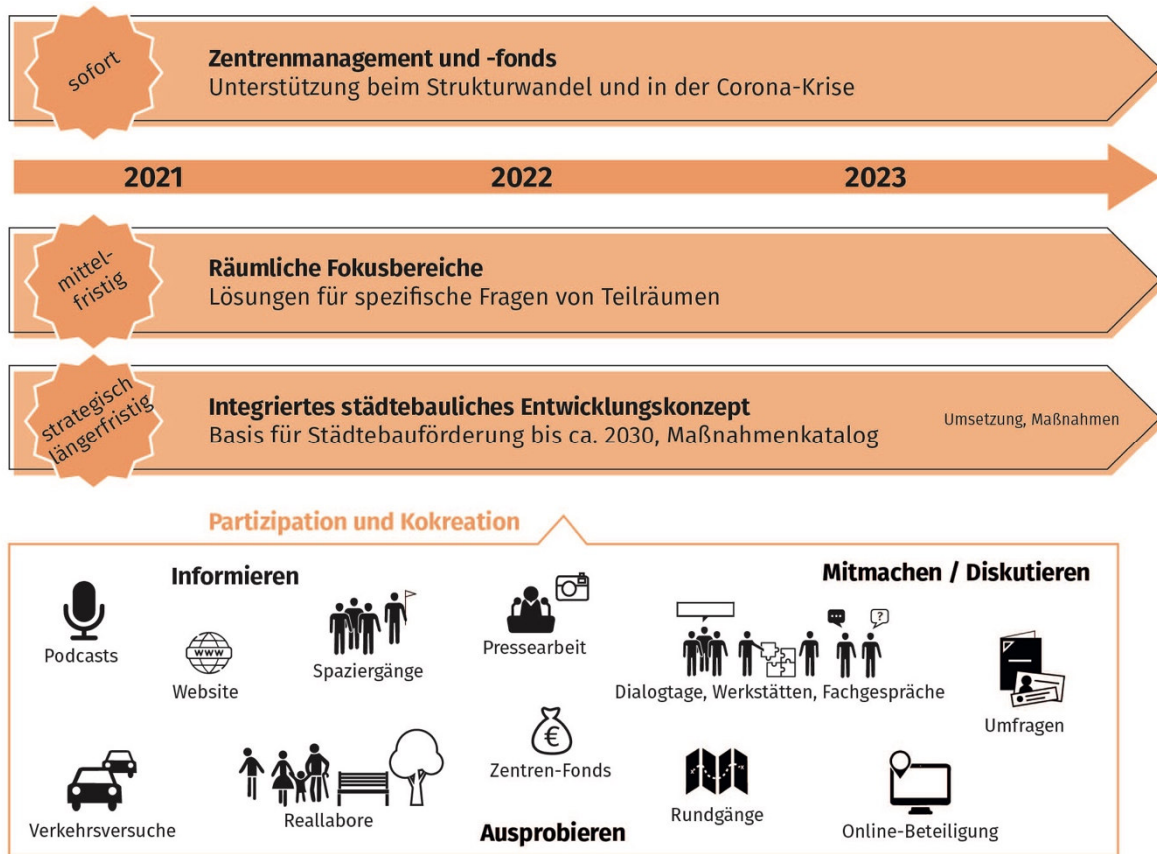 sofort
Zentrenmanagement und -fonds
Unterstützung beim Strukturwandel und in der Corona-Krise
2021
2022
2023
mittel-
fristig
Räumliche Fokusbereiche
Lösungen für spezifische Fragen von Teilräumen
strategisch
längerfristig
Integriertes städtebauliches Entwicklungskonzept
Basis für Städtebauförderung bis ca. 2030, Maßnahmenkatalog
Umsetzung, Maßnahmen
Partizipation und Kokreation
Informieren
Mitmachen / Diskutieren
Podcasts
WWW
Website
Spaziergänge
Pressearbeit
?
Dialogtage, Werkstätten, Fachgespräche
Umfragen
Verkehrsversuche
Reallabore
€
Zentren-Fonds
Ausprobieren
Rundgänge
Online-Beteiligung